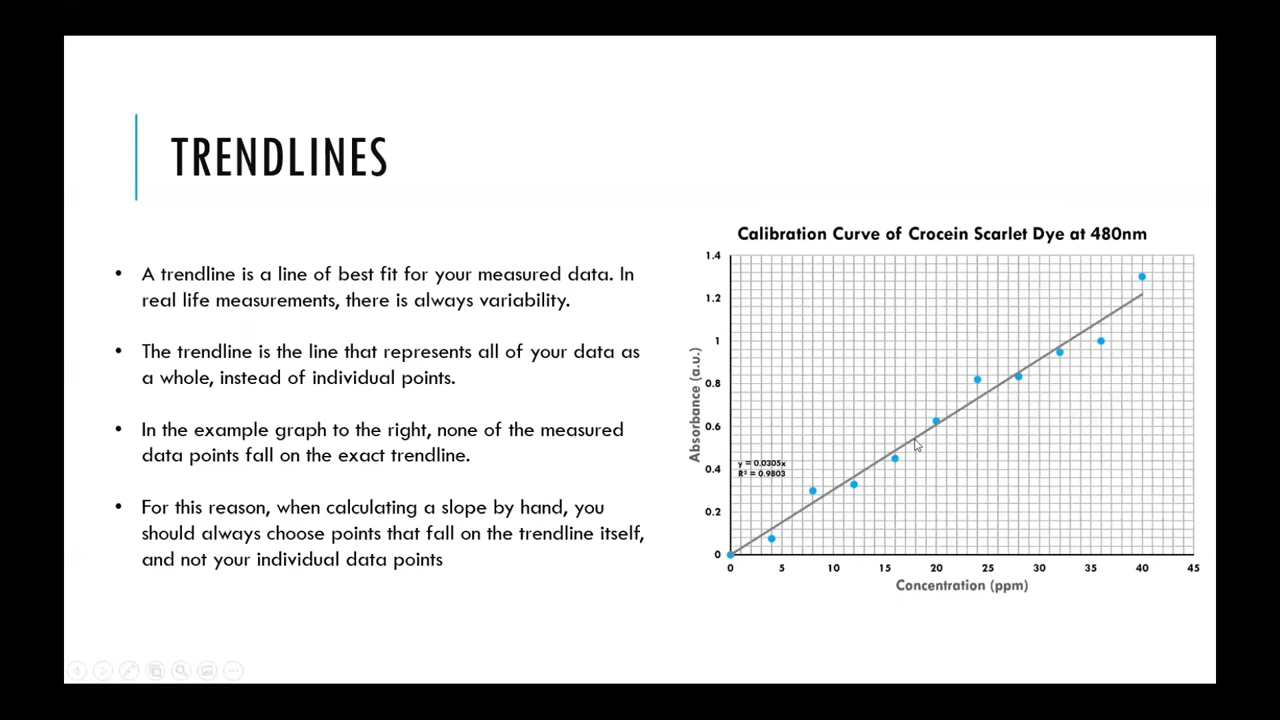 TRENDLINES
• A trendline is a line of best fit for your measured data. In
real life measurements, there is always variability.
• The trendline is the line that represents all of your data as
a whole, instead of individual points.
• In the example graph to the right, none of the measured
data points fall on the exact trendline.
• For this reason, when calculating a slope by hand, you
should always choose points that fall on the trendline itself,
and not your individual data points
Calibration Curve of Crocein Scarlet Dye at 480nm
Absorbance (a.u.)
1.4
1.2
1
0.8
0.6
0.4
0.2
0
y = 0.0305x
R² = 0.9803
0 5 10 15 20 25 30 35 40 45
Concentration (ppm)